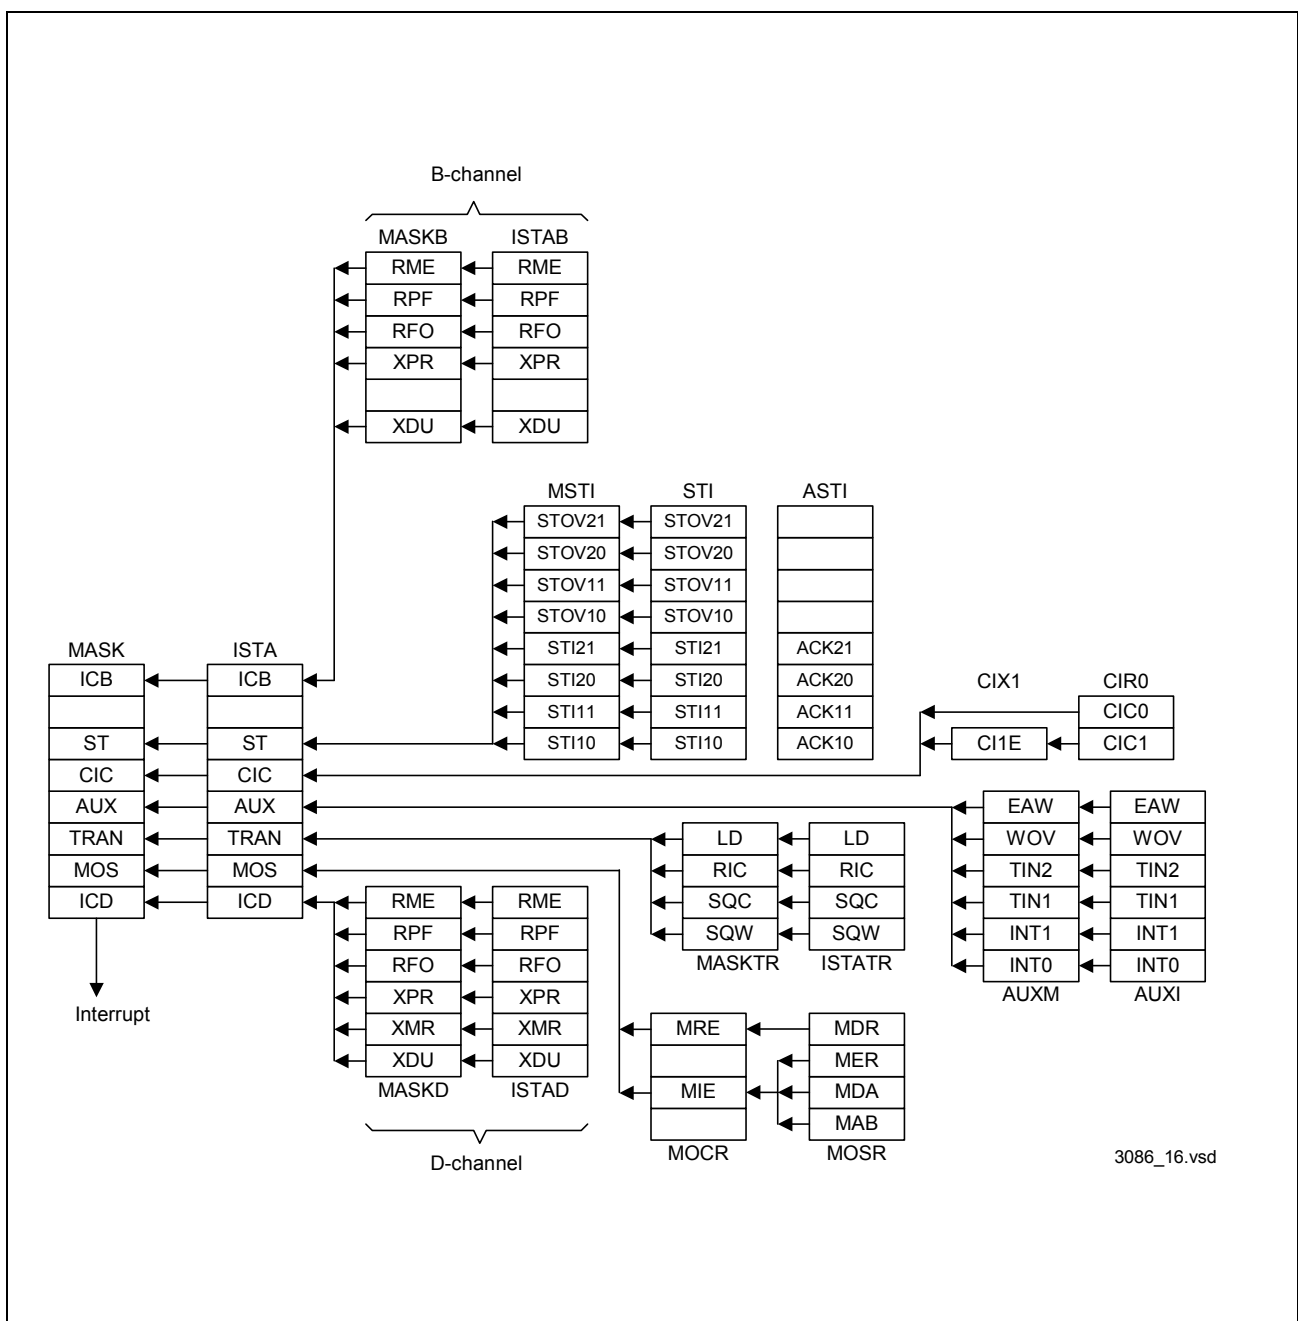 B-channel
MASKB ISTAB
RME RME
RPF RPF
RFO RFO
XPR XPR
XDU XDU
MSTI STI ASTI
STOV21 STOV21
STOV20 STOV20
STOV11 STOV11
STOV10 STOV10
MASK ISTA STI21 STI21 ACK21
ICB ICB STI20 STI20 ACK20 CIX1 CIR0
STI11 STI11 ACK11 CIC0
ST ST STI10 STI10 ACK10 CI1E CIC1
CIC CIC
AUX AUX EAW EAW
TRAN TRAN LD LD WOV WOV
MOS MOS RIC RIC TIN2 TIN2
ICD ICD RME RME SQC SQC TIN1 TIN1
RPF RPF SQW SQW INT1 INT1
RFO RFO MASKTR ISTATR INT0 INT0
XPR XPR AUXM AUXI
Interrupt XMR XMR MRE MDR
XDU XDU MER
MASKD ISTAD MIE MDA
MAB
D-channel MOCR MOSR 3086_16.vsd